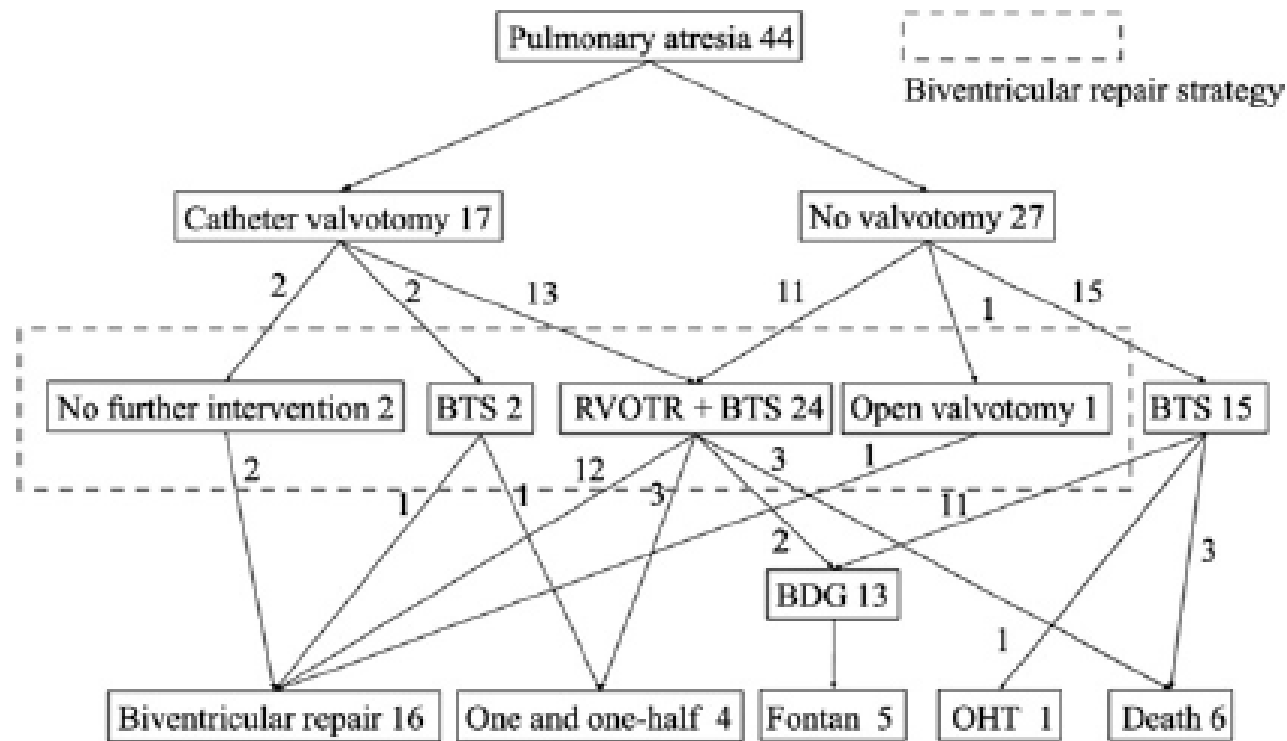 Pulmonary atresia 44
Biventricular repair strategy
Catheter valvotomy 17
No valvotomy 27
2
2
13
11
1
15
No further intervention 2
BTS 2
RVOTR + BTS 24
Open valvotomy 1
BTS 15
2
1
1
12
3
2
3
1
11
3
1
BDG 13
Biventricular repair 16
One and one-half 4
Fontan 5
OHT 1
Death 6